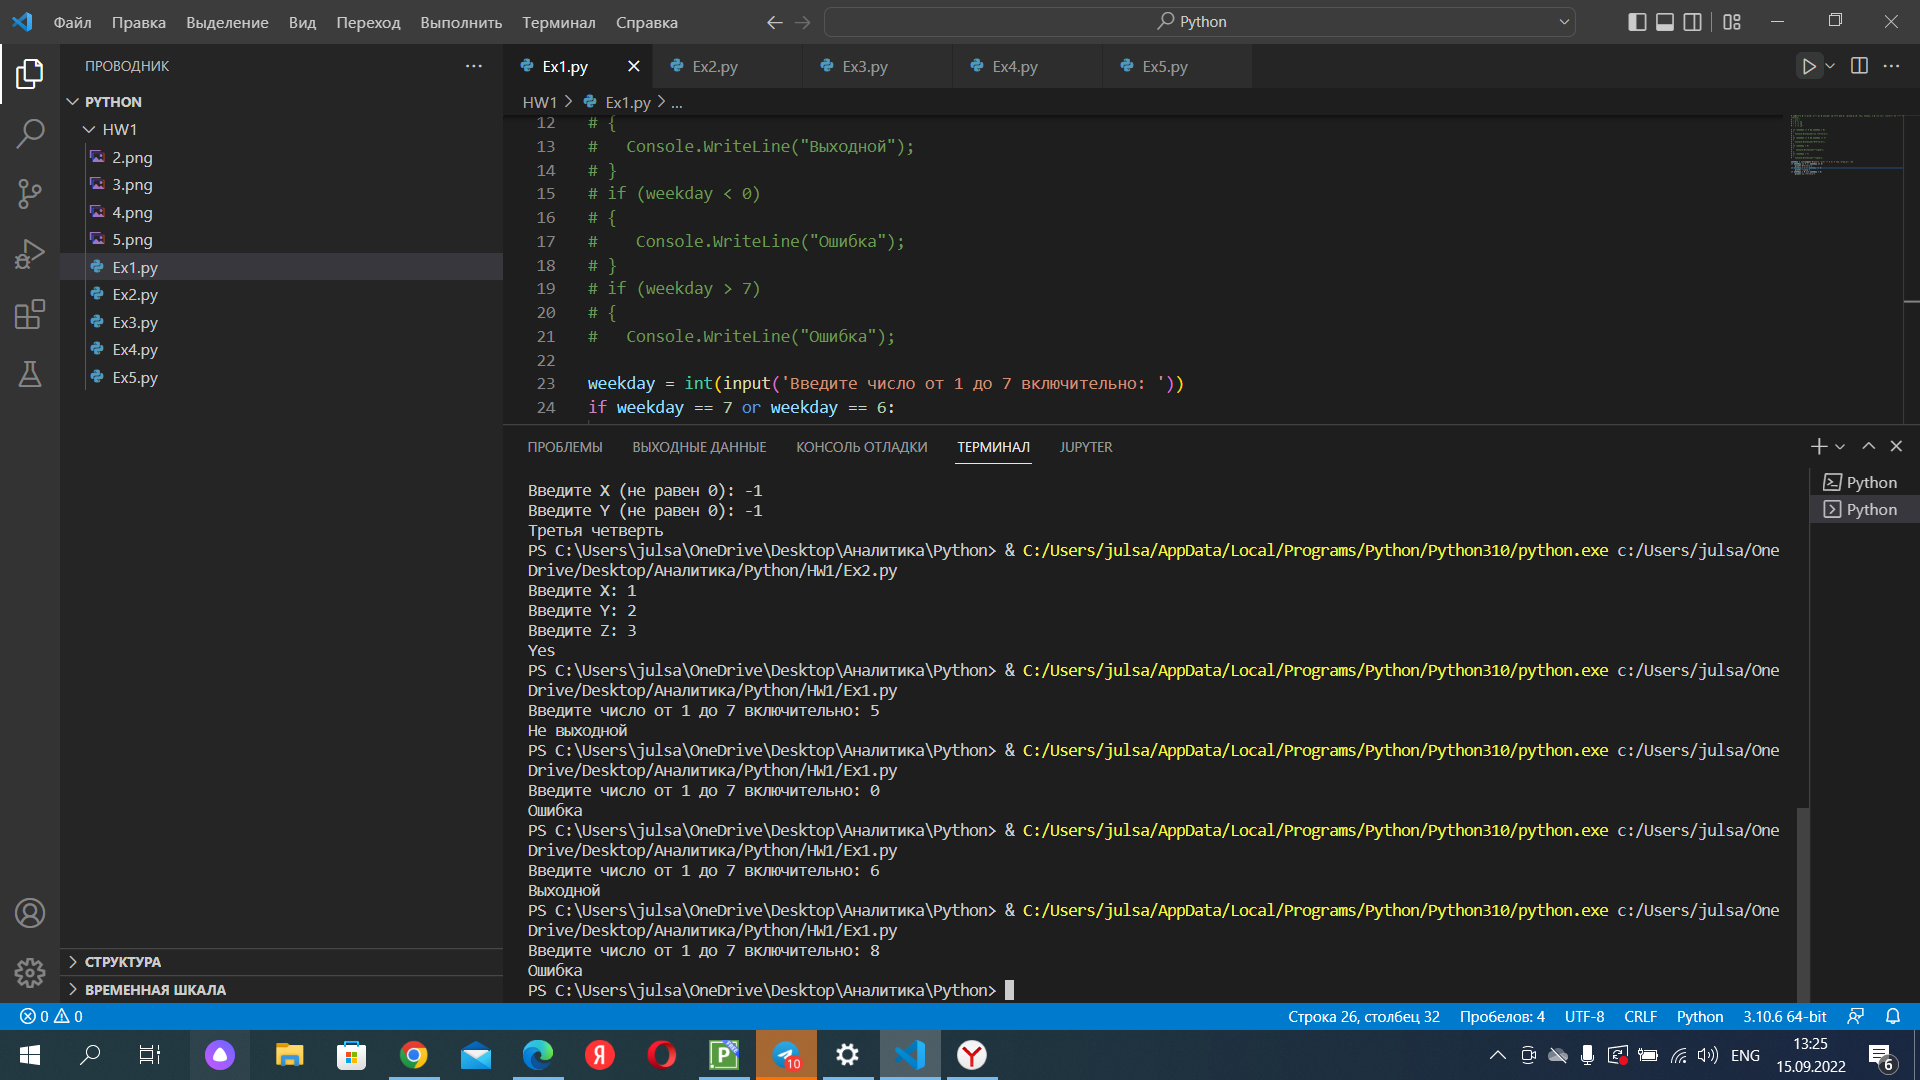 Файл Правка Выделение Вид Переход Выполнить Терминал Справка Python
ПРОВОДНИК
PYTHON
HW1
2.png
3.png
4.png
5.png
Ex1.py
Ex2.py
Ex3.py
Ex4.py
Ex5.py
СТРУКТУРА
ВРЕМЕННАЯ ШКАЛА
Ex1.py Ex2.py Ex3.py Ex4.py Ex5.py
HW1 > Ex1.py > ...
12 # {
13 #   Console.WriteLine("Выходной");
14 # }
15 # if (weekday < 0)
16 # {
17 #    Console.WriteLine("Ошибка");
18 # }
19 # if (weekday > 7)
20 # {
21 #   Console.WriteLine("Ошибка");
22
23 weekday = int(input('Введите число от 1 до 7 включительно: '))
24 if weekday == 7 or weekday == 6:
ПРОБЛЕМЫ ВЫХОДНЫЕ ДАННЫЕ КОНСОЛЬ ОТЛАДКИ ТЕРМИНАЛ JUPYTER
Python
Python
Введите X (не равен 0): -1
Введите Y (не равен 0): -1
Третья четверть
PS C:\Users\julsa\OneDrive\Desktop\Аналитика\Python> & C:/Users/julsa/AppData/Local/Programs/Python/Python310/python.exe c:/Users/julsa/One
Drive/Desktop/Аналитика/Python/HW1/Ex2.py
Введите X: 1
Введите Y: 2
Введите Z: 3
Yes
PS C:\Users\julsa\OneDrive\Desktop\Аналитика\Python> & C:/Users/julsa/AppData/Local/Programs/Python/Python310/python.exe c:/Users/julsa/One
Drive/Desktop/Аналитика/Python/HW1/Ex1.py
Введите число от 1 до 7 включительно: 5
Не выходной
PS C:\Users\julsa\OneDrive\Desktop\Аналитика\Python> & C:/Users/julsa/AppData/Local/Programs/Python/Python310/python.exe c:/Users/julsa/One
Drive/Desktop/Аналитика/Python/HW1/Ex1.py
Введите число от 1 до 7 включительно: 0
Ошибка
PS C:\Users\julsa\OneDrive\Desktop\Аналитика\Python> & C:/Users/julsa/AppData/Local/Programs/Python/Python310/python.exe c:/Users/julsa/One
Drive/Desktop/Аналитика/Python/HW1/Ex1.py
Введите число от 1 до 7 включительно: 6
Выходной
PS C:\Users\julsa\OneDrive\Desktop\Аналитика\Python> & C:/Users/julsa/AppData/Local/Programs/Python/Python310/python.exe c:/Users/julsa/One
Drive/Desktop/Аналитика/Python/HW1/Ex1.py
Введите число от 1 до 7 включительно: 8
Ошибка
PS C:\Users\julsa\OneDrive\Desktop\Аналитика\Python>
0 0 Строка 26, столбец 32 Пробелов: 4 UTF-8 CRLF Python 3.10.6 64-bit
10 ENG 13:25
15.09.2022 6